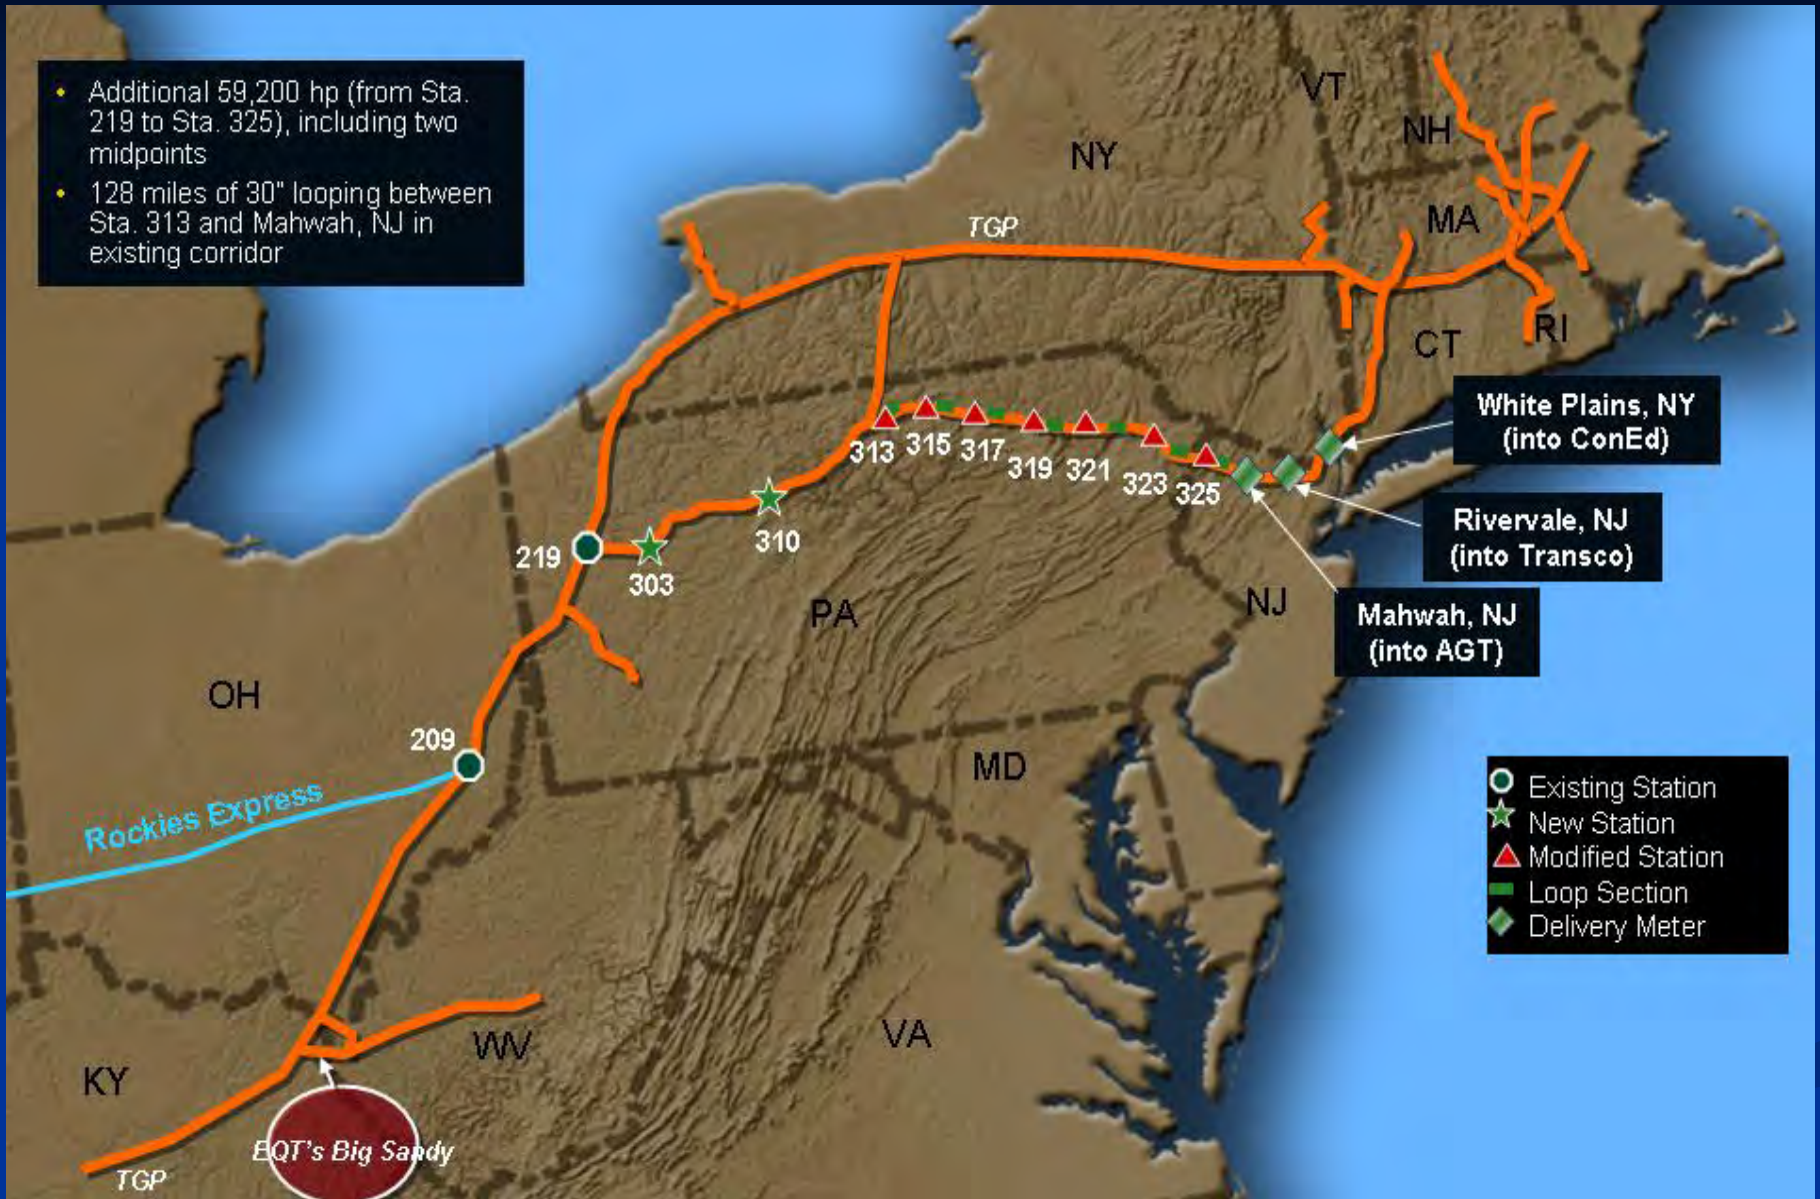 • Additional 59,200 hp (from Sta.
219 to Sta. 325), including two
midpoints
• 128 miles of 30" looping between
Sta. 313 and Mahwah, NJ in
existing corridor
VT
NH
NY
MA
TGP
CT
RI
White Plains, NY
(into ConEd)
313
315
317
319
321
323
325
Rivervale, NJ
(into Transco)
310
219
303
PA
NJ
Mahwah, NJ
(into AGT)
OH
209
MD
Rockies Express
Existing Station
New Station
Modified Station
Loop Section
Delivery Meter
WV
VA
KY
EQT's Big Sandy
TGP